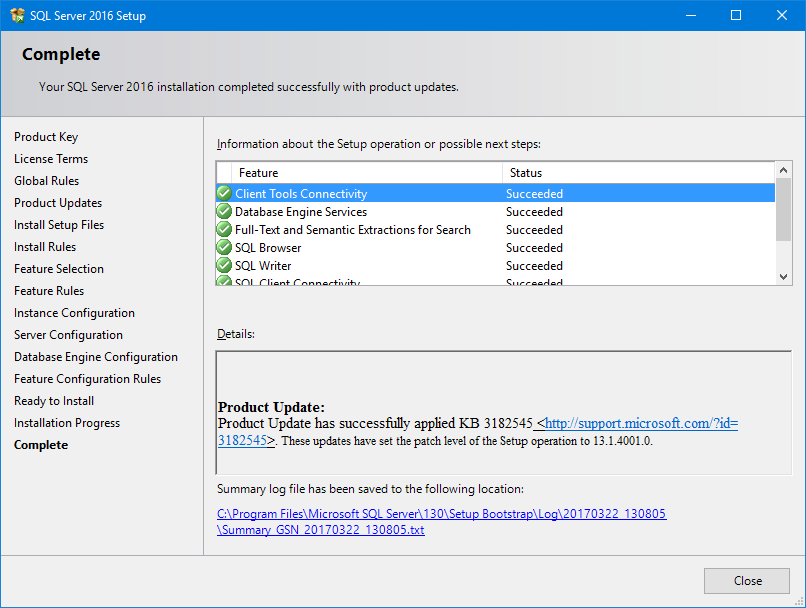 SQL Server 2016 Setup
Complete
Your SQL Server 2016 installation completed successfully with product updates.
Product Key
License Terms
Global Rules
Product Updates
Install Setup Files
Install Rules
Feature Selection
Feature Rules
Instance Configuration
Server Configuration
Database Engine Configuration
Feature Configuration Rules
Ready to Install
Installation Progress
Complete
Information about the Setup operation or possible next steps:
Feature Status
Client Tools Connectivity Succeeded
Database Engine Services Succeeded
Full-Text and Semantic Extractions for Search Succeeded
SQL Browser Succeeded
SQL Writer Succeeded
SQL Client Connectivity Succeeded
Details:
Product Update:
Product Update has successfully applied KB 3182545 <http://support.microsoft.com/?id=
3182545>. These updates have set the patch level of the Setup operation to 13.1.4001.0.
Summary log file has been saved to the following location:
C:\Program Files\Microsoft SQL Server\130\Setup Bootstrap\Log\20170322_130805
\Summary_GSN_20170322_130805.txt
Close